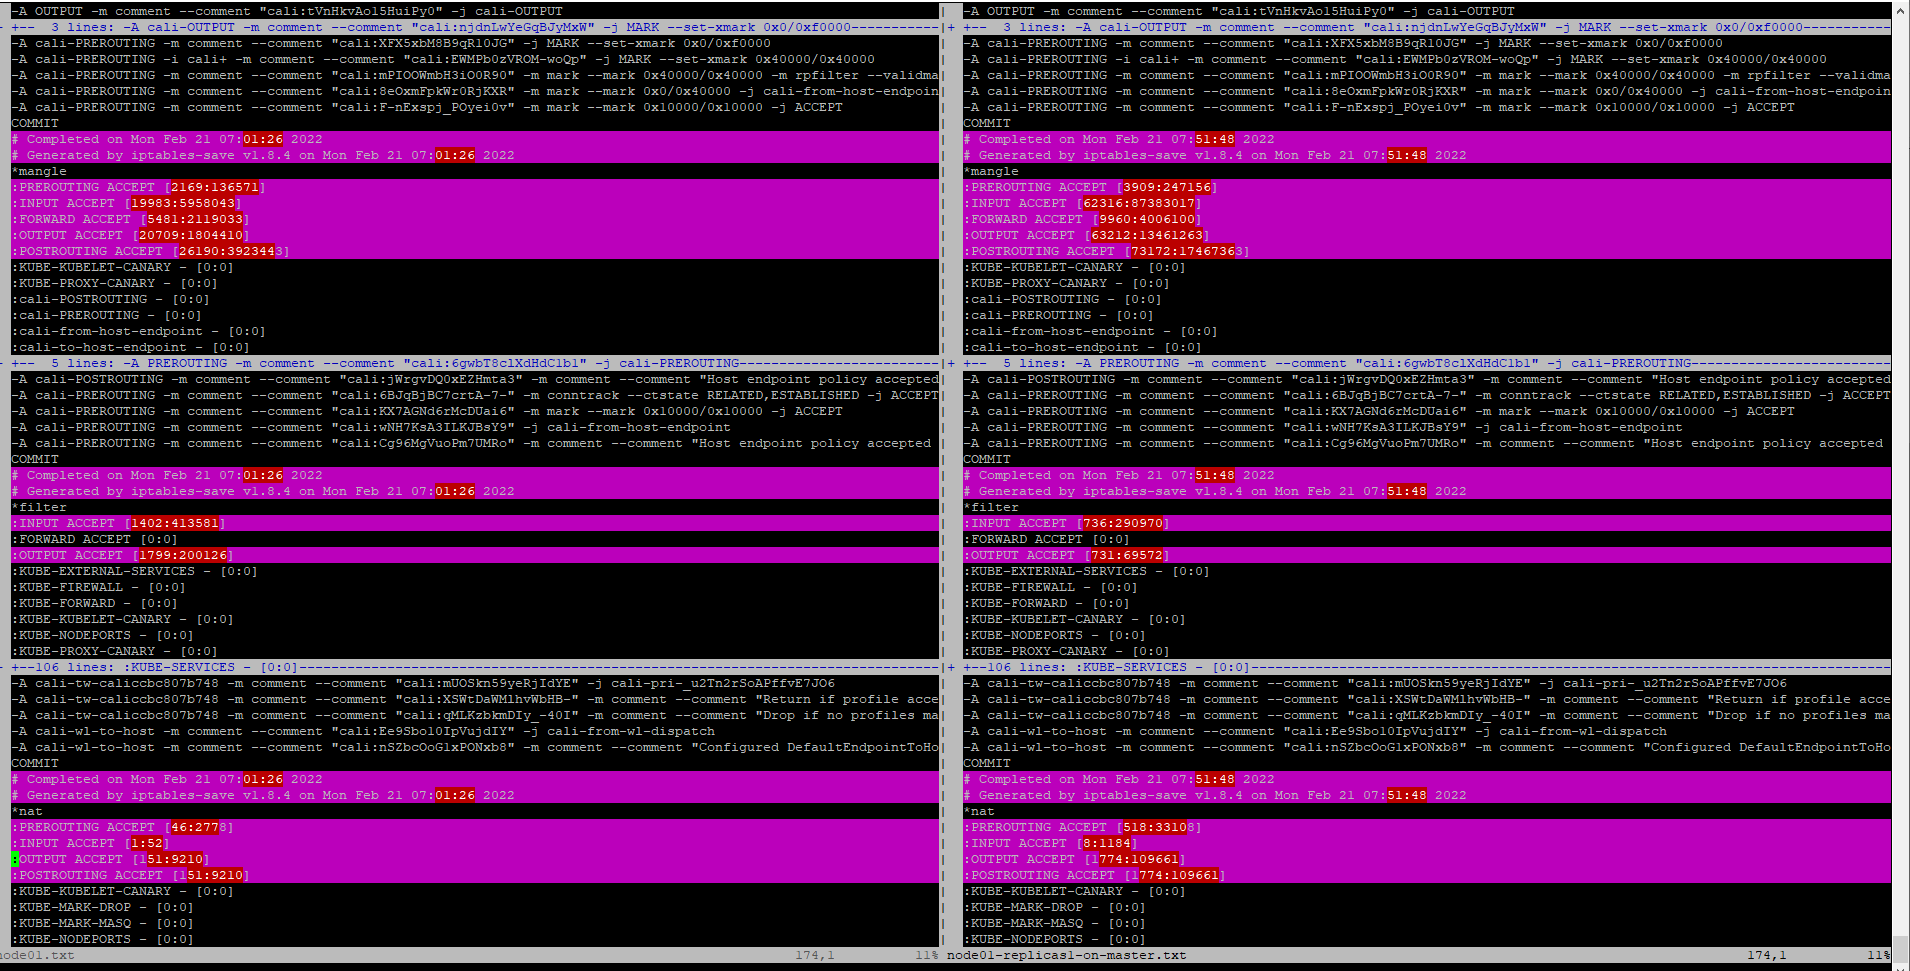 -A OUTPUT -m comment --comment "cali:tVnHkvAol5HuiPy0" -j cali-OUTPUT
+-- 3 lines: -A cali-OUTPUT -m comment --comment "cali:njdnLwYeGqBJyMxW" -j MARK --set-xmark 0x0/0xf0000-----------
-A cali-PREROUTING -m comment --comment "cali:XFX5xbM8B9qRl0JG" -j MARK --set-xmark 0x0/0xf0000
-A cali-PREROUTING -i cali+ -m comment --comment "cali:EWMPb0zVROM-woQp" -j MARK --set-xmark 0x40000/0x40000
-A cali-PREROUTING -m comment --comment "cali:mPIOOWmbH3iO0R90" -m mark --mark 0x40000/0x40000 -m rpfilter --validma
-A cali-PREROUTING -m comment --comment "cali:8eOxmFpkWr0RjKXR" -m mark --mark 0x0/0x40000 -j cali-from-host-endpoin
-A cali-PREROUTING -m comment --comment "cali:F-nExspj_POyei0v" -m mark --mark 0x10000/0x10000 -j ACCEPT
COMMIT
# Completed on Mon Feb 21 07:01:26 2022
# Generated by iptables-save v1.8.4 on Mon Feb 21 07:01:26 2022
*mangle
:PREROUTING ACCEPT [2169:136571]
:INPUT ACCEPT [19983:5958043]
:FORWARD ACCEPT [5481:2119033]
:OUTPUT ACCEPT [20709:1804410]
:POSTROUTING ACCEPT [26190:3923443]
:KUBE-KUBELET-CANARY - [0:0]
:KUBE-PROXY-CANARY - [0:0]
:cali-POSTROUTING - [0:0]
:cali-PREROUTING - [0:0]
:cali-from-host-endpoint - [0:0]
:cali-to-host-endpoint - [0:0]
+-- 5 lines: -A PREROUTING -m comment --comment "cali:6gwbT8clXdHdC1b1" -j cali-PREROUTING-------------------------
-A cali-POSTROUTING -m comment --comment "cali:jWrgvDQ0xEZHmta3" -m comment --comment "Host endpoint policy accepted
-A cali-PREROUTING -m comment --comment "cali:6BJqBjBC7crtA-7-" -m conntrack --ctstate RELATED,ESTABLISHED -j ACCEPT
-A cali-PREROUTING -m comment --comment "cali:KX7AGNd6rMcDUai6" -m mark --mark 0x10000/0x10000 -j ACCEPT
-A cali-PREROUTING -m comment --comment "cali:wNH7KsA3ILKJBsY9" -j cali-from-host-endpoint
-A cali-PREROUTING -m comment --comment "cali:Cg96MgVuoPm7UMRo" -m comment --comment "Host endpoint policy accepted
COMMIT
# Completed on Mon Feb 21 07:01:26 2022
# Generated by iptables-save v1.8.4 on Mon Feb 21 07:01:26 2022
*filter
:INPUT ACCEPT [1402:413581]
:FORWARD ACCEPT [0:0]
:OUTPUT ACCEPT [1799:200126]
:KUBE-EXTERNAL-SERVICES - [0:0]
:KUBE-FIREWALL - [0:0]
:KUBE-FORWARD - [0:0]
:KUBE-KUBELET-CANARY - [0:0]
:KUBE-NODEPORTS - [0:0]
:KUBE-PROXY-CANARY - [0:0]
+--106 lines: :KUBE-SERVICES - [0:0]--------------------------------------------------------------------------------
-A cali-tw-caliccbc807b748 -m comment --comment "cali:mUOSkn59yeRjIdYE" -j cali-pri-_u2Tn2rSoAPffvE7JO6
-A cali-tw-caliccbc807b748 -m comment --comment "cali:XSWtDaWMlhvWbHB-" -m comment --comment "Return if profile acce
-A cali-tw-caliccbc807b748 -m comment --comment "cali:qMLKzbkmDIy_-40I" -m comment --comment "Drop if no profiles ma
-A cali-wl-to-host -m comment --comment "cali:Ee9Sbo10IpVujdIY" -j cali-from-wl-dispatch
-A cali-wl-to-host -m comment --comment "cali:nSZbcOoGlxPONxb8" -m comment --comment "Configured DefaultEndpointToHo
COMMIT
# Completed on Mon Feb 21 07:01:26 2022
# Generated by iptables-save v1.8.4 on Mon Feb 21 07:01:26 2022
*nat
:PREROUTING ACCEPT [46:2778]
:INPUT ACCEPT [1:52]
:OUTPUT ACCEPT [151:9210]
:POSTROUTING ACCEPT [151:9210]
:KUBE-KUBELET-CANARY - [0:0]
:KUBE-MARK-DROP - [0:0]
:KUBE-MARK-MASQ - [0:0]
:KUBE-NODEPORTS - [0:0]
node01.txt 174,1 11%
-A OUTPUT -m comment --comment "cali:tVnHkvAol5HuiPy0" -j cali-OUTPUT
+ +-- 3 lines: -A cali-OUTPUT -m comment --comment "cali:njdnLwYeGqBJyMxW" -j MARK --set-xmark 0x0/0xf0000-----------
-A cali-PREROUTING -m comment --comment "cali:XFX5xbM8B9qRl0JG" -j MARK --set-xmark 0x0/0xf0000
-A cali-PREROUTING -i cali+ -m comment --comment "cali:EWMPb0zVROM-woQp" -j MARK --set-xmark 0x40000/0x40000
-A cali-PREROUTING -m comment --comment "cali:mPIOOWmbH3iO0R90" -m mark --mark 0x40000/0x40000 -m rpfilter --validma
-A cali-PREROUTING -m comment --comment "cali:8eOxmFpkWr0RjKXR" -m mark --mark 0x0/0x40000 -j cali-from-host-endpoin
-A cali-PREROUTING -m comment --comment "cali:F-nExspj_POyei0v" -m mark --mark 0x10000/0x10000 -j ACCEPT
COMMIT
# Completed on Mon Feb 21 07:51:48 2022
# Generated by iptables-save v1.8.4 on Mon Feb 21 07:51:48 2022
*mangle
:PREROUTING ACCEPT [3909:247156]
:INPUT ACCEPT [62316:87383017]
:FORWARD ACCEPT [9960:4006100]
:OUTPUT ACCEPT [63212:13461263]
:POSTROUTING ACCEPT [73172:17467363]
:KUBE-KUBELET-CANARY - [0:0]
:KUBE-PROXY-CANARY - [0:0]
:cali-POSTROUTING - [0:0]
:cali-PREROUTING - [0:0]
:cali-from-host-endpoint - [0:0]
:cali-to-host-endpoint - [0:0]
+ +-- 5 lines: -A PREROUTING -m comment --comment "cali:6gwbT8clXdHdC1b1" -j cali-PREROUTING-------------------------
-A cali-POSTROUTING -m comment --comment "cali:jWrgvDQ0xEZHmta3" -m comment --comment "Host endpoint policy accepted
-A cali-PREROUTING -m comment --comment "cali:6BJqBjBC7crtA-7-" -m conntrack --ctstate RELATED,ESTABLISHED -j ACCEPT
-A cali-PREROUTING -m comment --comment "cali:KX7AGNd6rMcDUai6" -m mark --mark 0x10000/0x10000 -j ACCEPT
-A cali-PREROUTING -m comment --comment "cali:wNH7KsA3ILKJBsY9" -j cali-from-host-endpoint
-A cali-PREROUTING -m comment --comment "cali:Cg96MgVuoPm7UMRo" -m comment --comment "Host endpoint policy accepted
COMMIT
# Completed on Mon Feb 21 07:51:48 2022
# Generated by iptables-save v1.8.4 on Mon Feb 21 07:51:48 2022
*filter
:INPUT ACCEPT [736:290970]
:FORWARD ACCEPT [0:0]
:OUTPUT ACCEPT [731:69572]
:KUBE-EXTERNAL-SERVICES - [0:0]
:KUBE-FIREWALL - [0:0]
:KUBE-FORWARD - [0:0]
:KUBE-KUBELET-CANARY - [0:0]
:KUBE-NODEPORTS - [0:0]
:KUBE-PROXY-CANARY - [0:0]
+ +--106 lines: :KUBE-SERVICES - [0:0]--------------------------------------------------------------------------------
-A cali-tw-caliccbc807b748 -m comment --comment "cali:mUOSkn59yeRjIdYE" -j cali-pri-_u2Tn2rSoAPffvE7JO6
-A cali-tw-caliccbc807b748 -m comment --comment "cali:XSWtDaWMlhvWbHB-" -m comment --comment "Return if profile acce
-A cali-tw-caliccbc807b748 -m comment --comment "cali:qMLKzbkmDIy_-40I" -m comment --comment "Drop if no profiles ma
-A cali-wl-to-host -m comment --comment "cali:Ee9Sbo10IpVujdIY" -j cali-from-wl-dispatch
-A cali-wl-to-host -m comment --comment "cali:nSZbcOoGlxPONxb8" -m comment --comment "Configured DefaultEndpointToHo
COMMIT
# Completed on Mon Feb 21 07:51:48 2022
# Generated by iptables-save v1.8.4 on Mon Feb 21 07:51:48 2022
*nat
:PREROUTING ACCEPT [518:33108]
:INPUT ACCEPT [8:1184]
:OUTPUT ACCEPT [1774:109661]
:POSTROUTING ACCEPT [1774:109661]
:KUBE-KUBELET-CANARY - [0:0]
:KUBE-MARK-DROP - [0:0]
:KUBE-MARK-MASQ - [0:0]
:KUBE-NODEPORTS - [0:0]
node01-replicas1-on-master.txt 174,1 11%